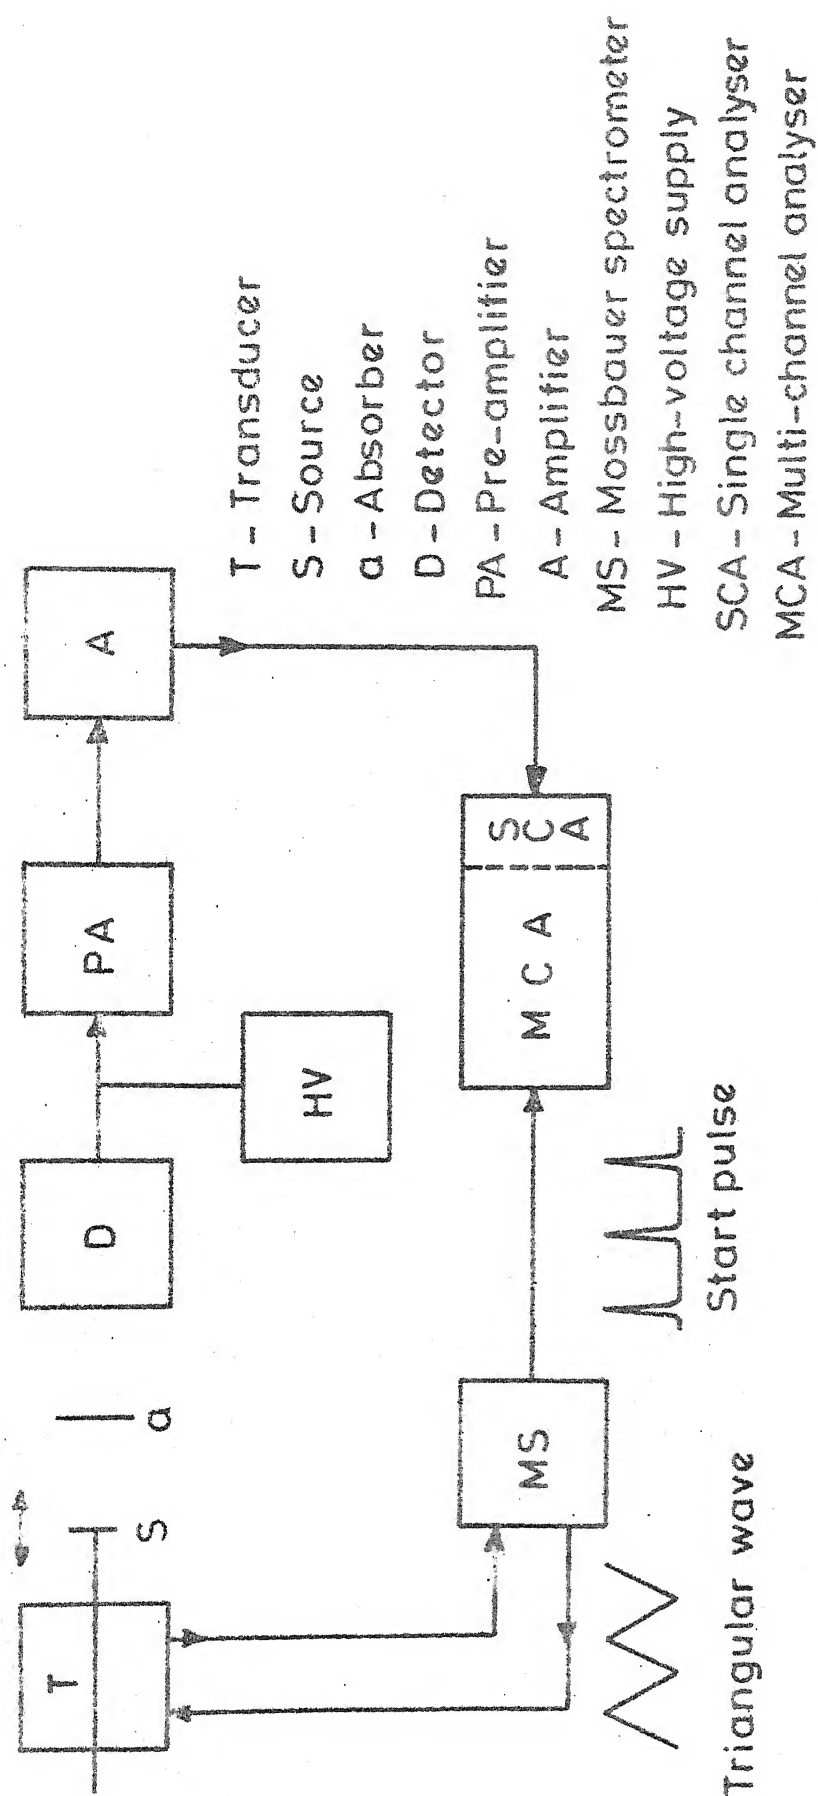 T
S
a
D
PA
A
HV
MS
MCA
SCA
Triangular wave
Start pulse
T – Transducer
S – Source
a – Absorber
D – Detector
PA – Pre-amplifier
A – Amplifier
MS – Mossbauer spectrometer
HV – High-voltage supply
SCA – Single channel analyser
MCA – Multi-channel analyser